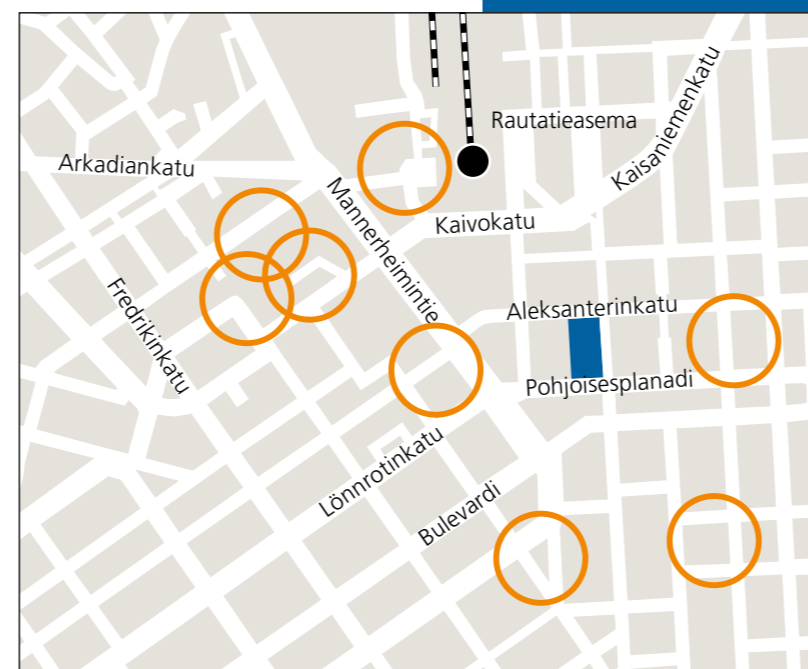 Rautatieasema
Kaisaniemenkatu
Arkadiankatu
Mannerheimintie
Kaivokatu
Fredrikinkatu
Aleksanterinkatu
Pohjoisesplanadi
Lönnrotinkatu
Bulevardi